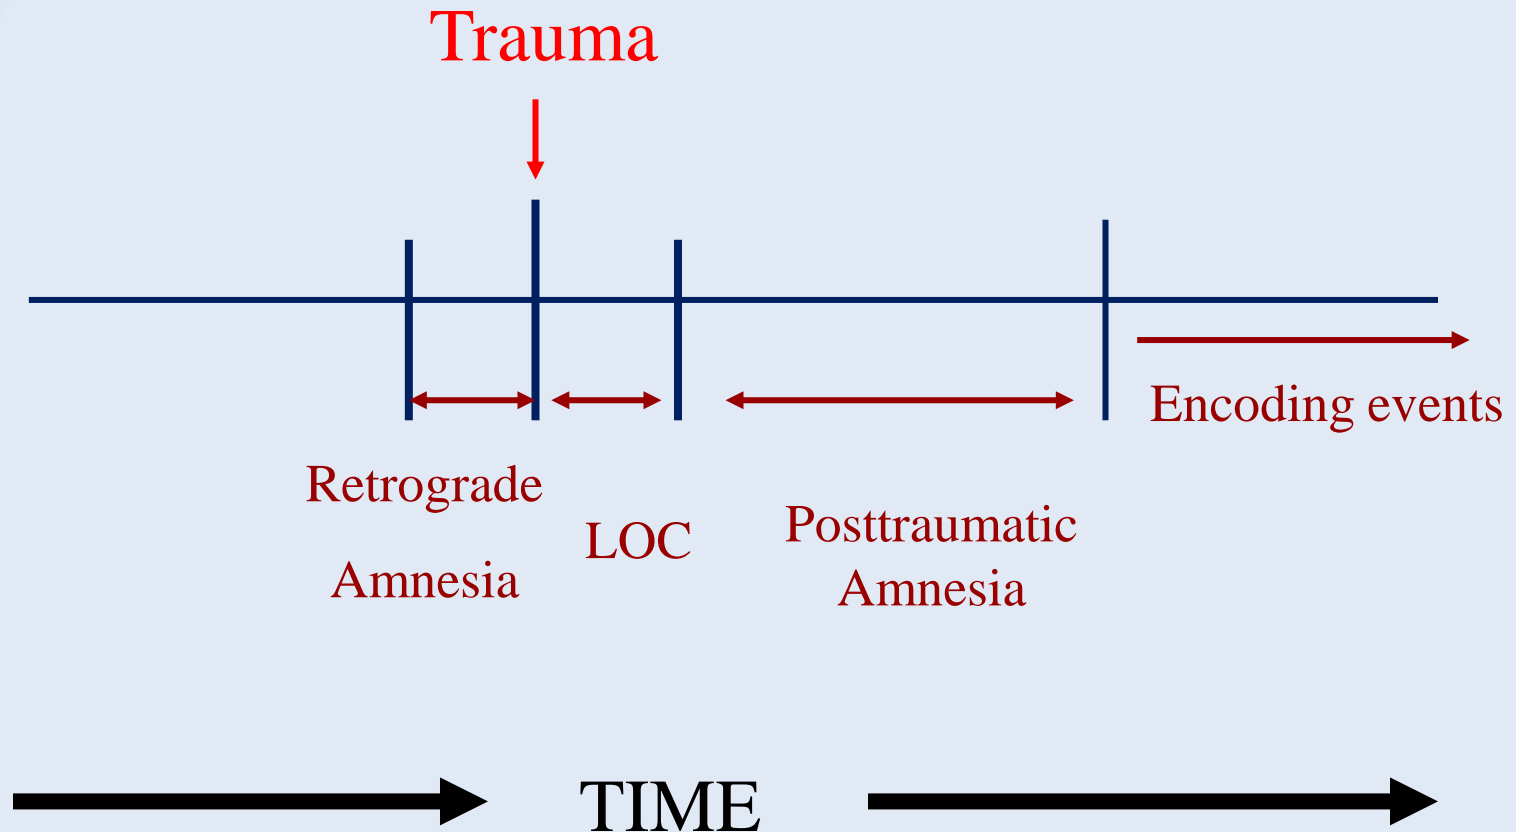 Trauma
Encoding events
Retrograde
Amnesia
LOC
Posttraumatic
Amnesia
TIME